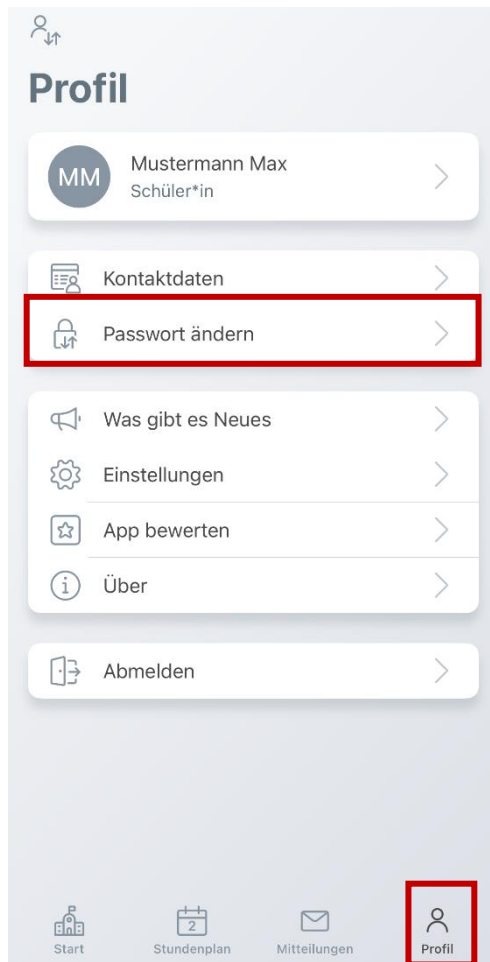 Profil
MM
Mustermann Max
Schüler*in
Kontaktdaten
Passwort ändern
Was gibt es Neues
Einstellungen
App bewerten
Über
Abmelden
2
Start
Stundenplan
Mitteilungen
Profil